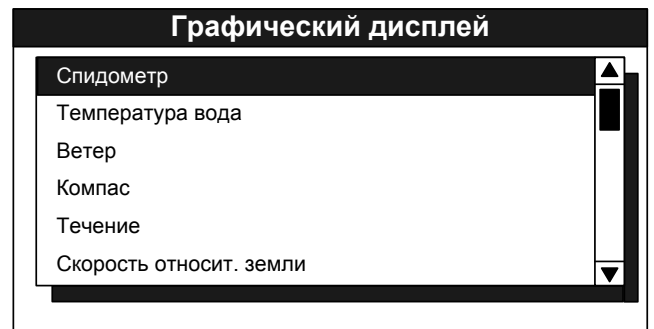 Графический дисплей
Спидометр
Температура вода
Ветер
Компас
Течение
Скорость относит. земли